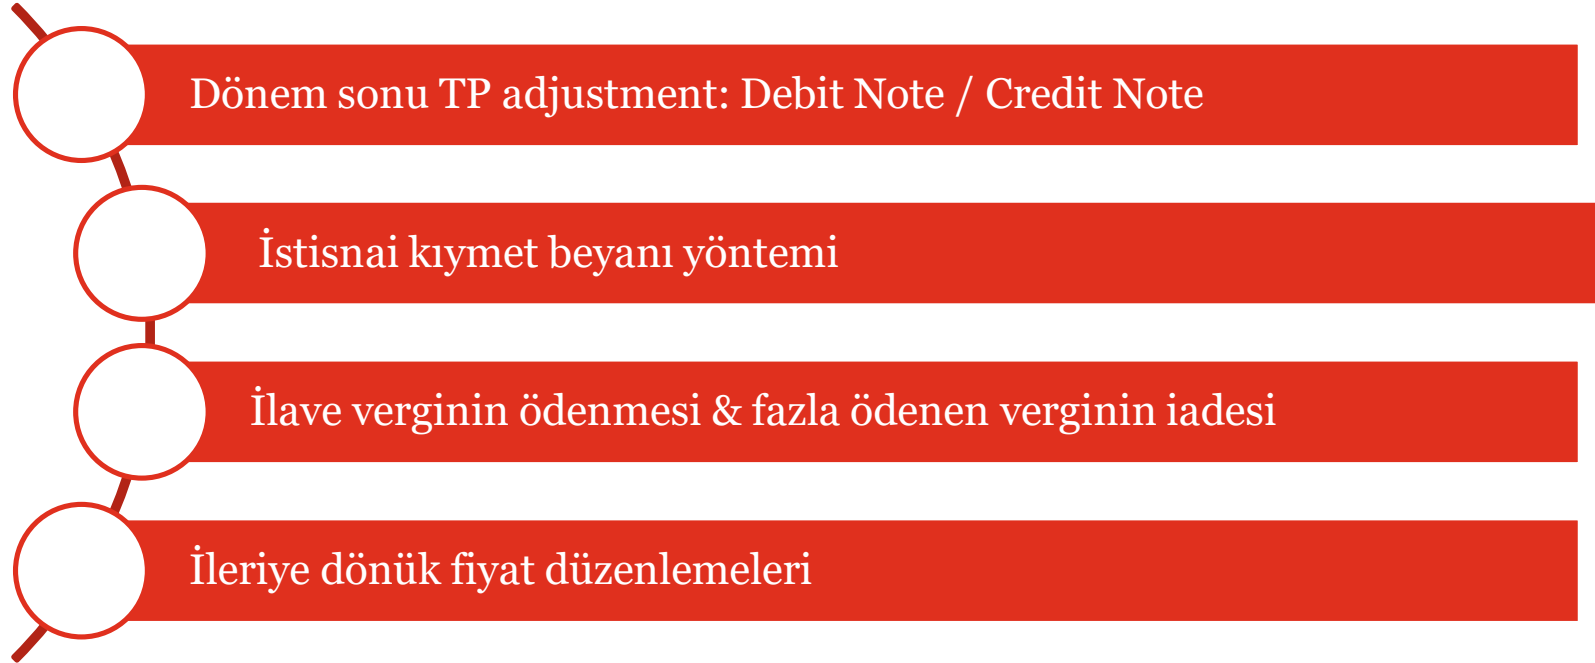 Dönem sonu TP adjustment: Debit Note / Credit Note
İstisnai kıymet beyanı yöntemi
İlave verginin ödenmesi & fazla ödenen verginin iadesi
İleriye dönük fiyat düzenlemeleri